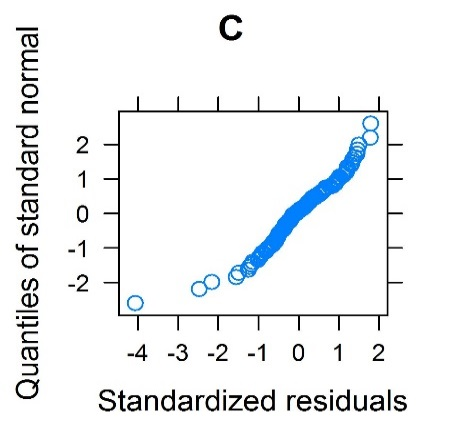 C
Quantiles of standard normal
2
1
0
-1
-2
-4 -3 -2 -1 0 1 2
Standardized residuals